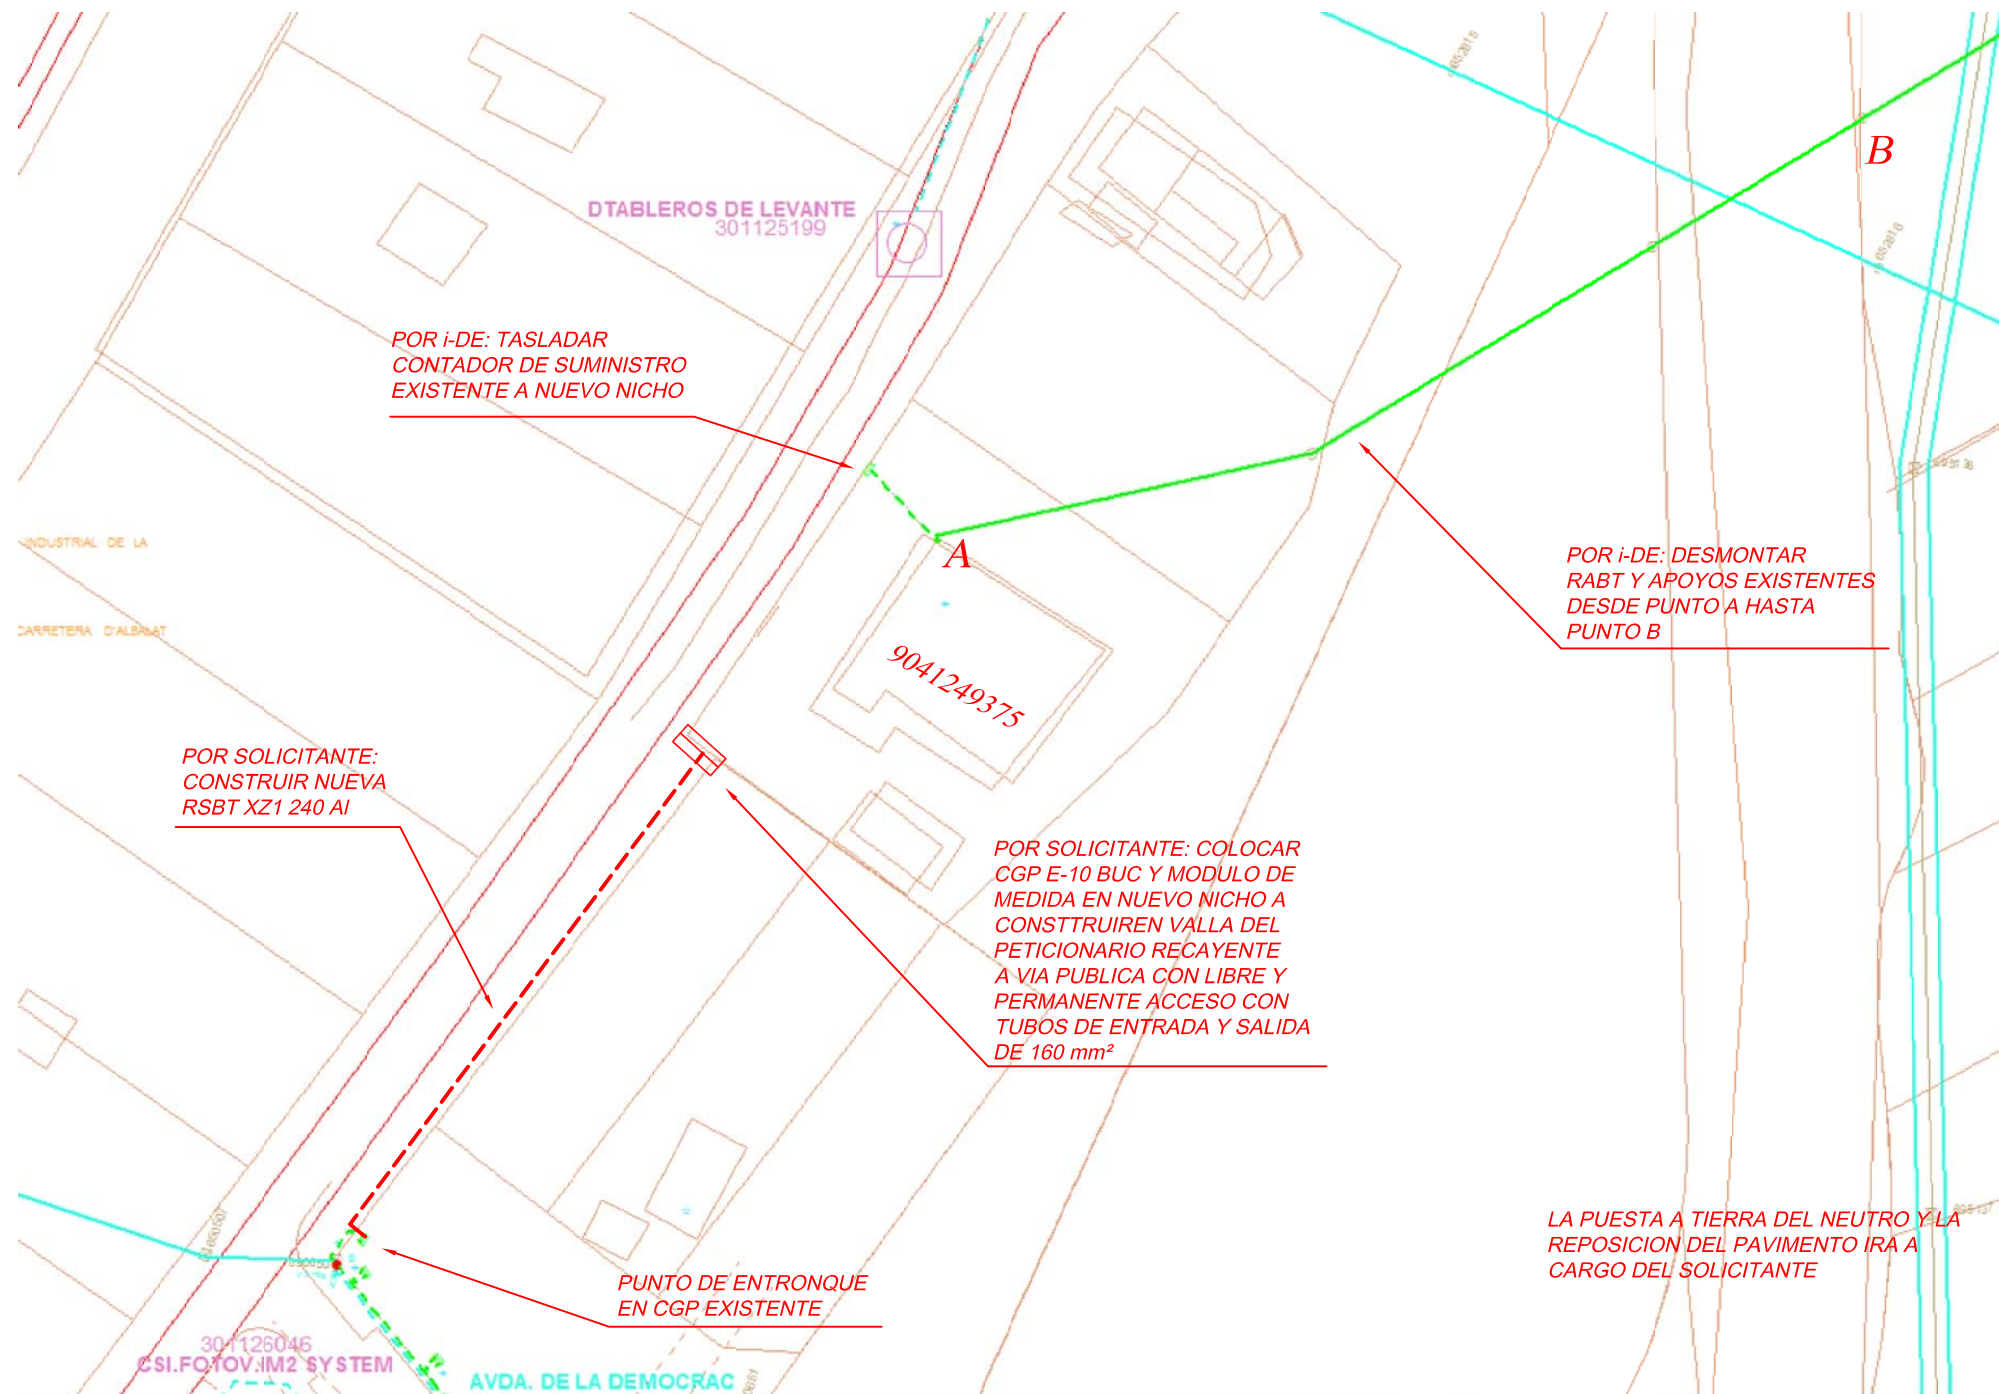 1652816
B
DTABLEROS DE LEVANTE
301125199
652816
POR i-DE: TASLADAR
CONTADOR DE SUMINISTRO
EXISTENTE A NUEVO NICHO
INDUSTRIAL DE LA
CARRETERA D'ALBALAT
A
9041249375
POR i-DE: DESMONTAR
RABT Y APOYOS EXISTENTES
DESDE PUNTO A HASTA
PUNTO B
POR SOLICITANTE:
CONSTRUIR NUEVA
RSBT XZ1 240 Al
POR SOLICITANTE: COLOCAR
CGP E-10 BUC Y MODULO DE
MEDIDA EN NUEVO NICHO A
CONSTTRUIREN VALLA DEL
PETICIONARIO RECAYENTE
A VIA PUBLICA CON LIBRE Y
PERMANENTE ACCESO CON
TUBOS DE ENTRADA Y SALIDA
DE 160 mm²
LA PUESTA A TIERRA DEL NEUTRO Y LA
REPOSICION DEL PAVIMENTO IRA A
CARGO DEL SOLICITANTE
PUNTO DE ENTRONQUE
EN CGP EXISTENTE
301126046
CSI.FOTOV.IM2 SYSTEM
AVDA. DE LA DEMOCRAC